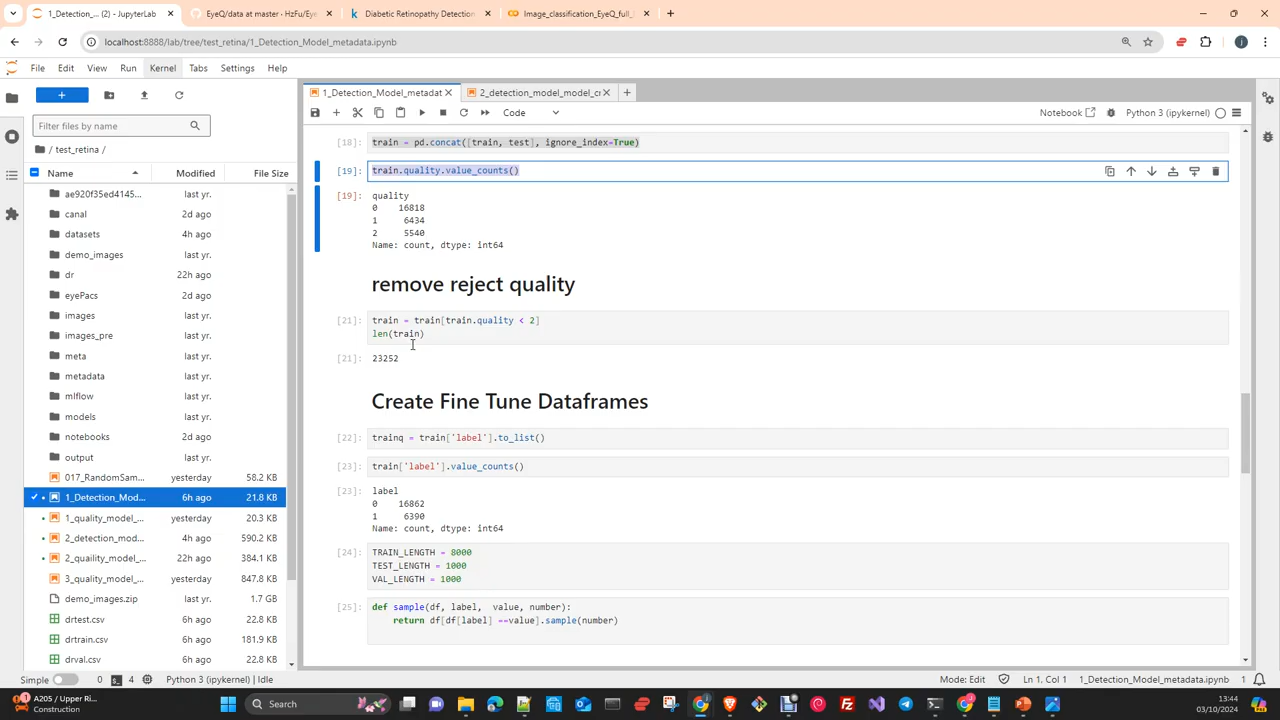 1_Detection_... (2) - JupyterLab
EyeQ/data at master · HzFu/Eye
Diabetic Retinopathy Detection
Image_classification_EyeQ_full_
localhost:8888/lab/tree/test_retina/1_Detection_Model_metadata.ipynb
File Edit View Run Kernel Tabs Settings Help
1_Detection_Model_metadat
2_detection_model_model_cr
Filter files by name
Code
Notebook
Python 3 (ipykernel)
/ test_retina /
Name Modified File Size
ae920f35ed4145... last yr.
canal 2d ago
datasets 4h ago
demo_images last yr.
dr 22h ago
eyePacs last yr.
images last yr.
images_pre last yr.
meta last yr.
metadata last yr.
mlflow last yr.
models last yr.
notebooks last yr.
output last yr.
017_RandomSam... yesterday 58.2 KB
1_Detection_Mod... 6h ago 21.8 KB
1_quality_model_... yesterday 20.3 KB
2_detection_mod... 4h ago 590.2 KB
2_quaility_model_... 22h ago 384.1 KB
3_quality_model_... yesterday 847.8 KB
demo_images.zip last yr. 1.7 GB
drtest.csv 6h ago 22.8 KB
drtrain.csv 6h ago 181.9 KB
drval.csv 6h ago 22.8 KB
[18]: train = pd.concat([train, test], ignore_index=True)
[19]: train.quality.value_counts()
[19]: quality
0 16818
1 6434
2 5540
Name: count, dtype: int64
remove reject quality
[21]: train = train[train.quality < 2]
len(train)
[21]: 23252
Create Fine Tune Dataframes
[22]: trainq = train['label'].to_list()
[23]: train['label'].value_counts()
[23]: label
0 16862
1 6390
Name: count, dtype: int64
[24]: TRAIN_LENGTH = 8000
TEST_LENGTH = 1000
VAL_LENGTH = 1000
[25]: def sample(df, label, value, number):
return df[df[label] ==value].sample(number)
Simple 0 4 Python 3 (ipykernel) | Idle
Mode: Edit Ln 1, Col 1 1_Detection_Model_metadata.ipynb 1
A205 / Upper Ri...
Construction
Search
13:44
03/10/2024